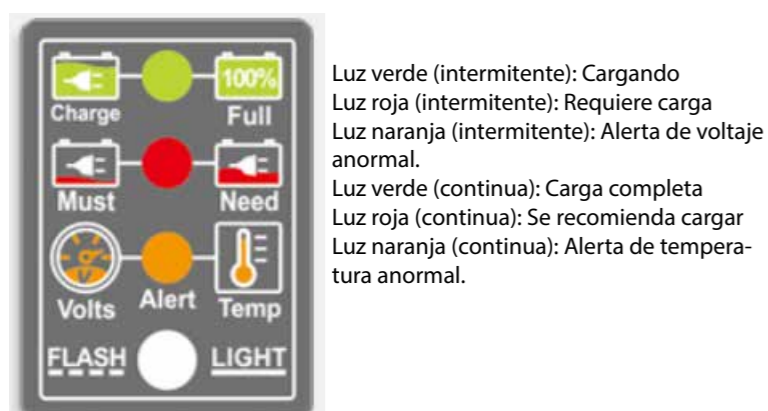 100%
Charge Full
Must Need
Volts Alert Temp
FLASH LIGHT
Luz verde (intermitente): Cargando
Luz roja (intermitente): Requiere carga
Luz naranja (intermitente): Alerta de voltaje
anormal.
Luz verde (continua): Carga completa
Luz roja (continua): Se recomienda cargar
Luz naranja (continua): Alerta de tempera-
tura anormal.